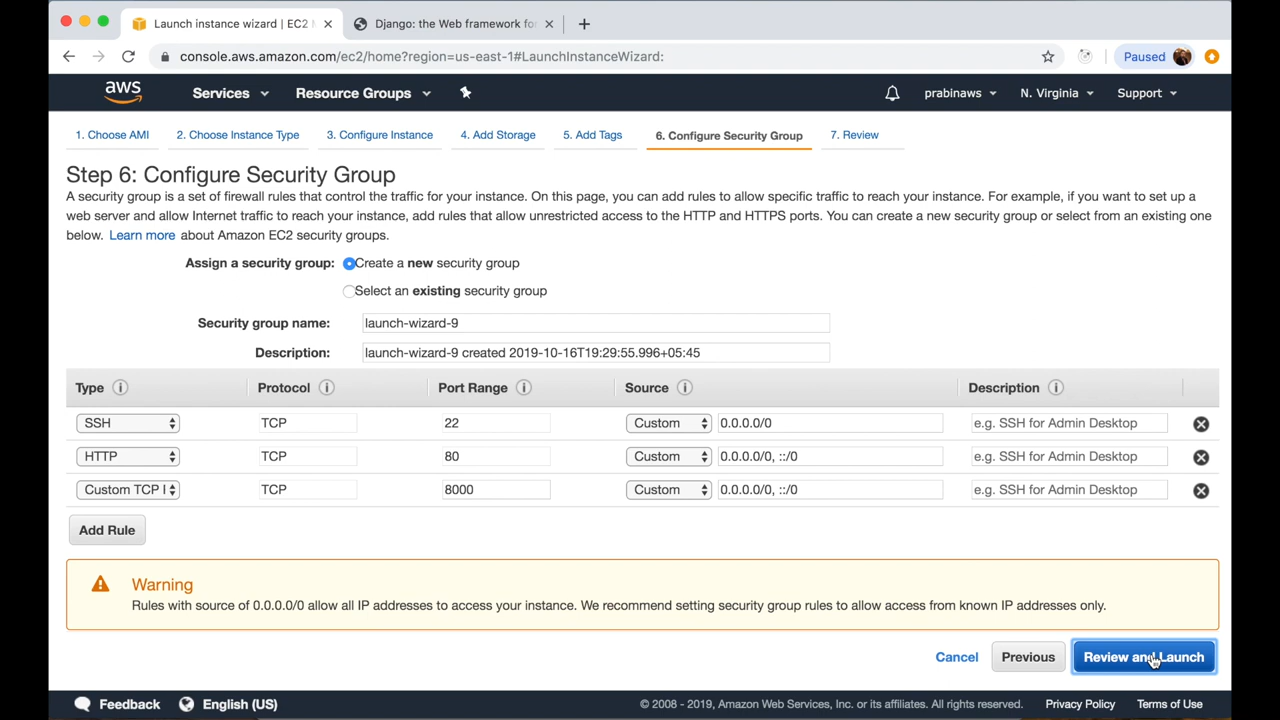 Launch instance wizard | EC2 M
Django: the Web framework for
console.aws.amazon.com/ec2/home?region=us-east-1#LaunchInstanceWizard:
Paused
aws
Services
Resource Groups
prabinaws
N. Virginia
Support
1. Choose AMI
2. Choose Instance Type
3. Configure Instance
4. Add Storage
5. Add Tags
6. Configure Security Group
7. Review
Step 6: Configure Security Group
A security group is a set of firewall rules that control the traffic for your instance. On this page, you can add rules to allow specific traffic to reach your instance. For example, if you want to set up a
web server and allow Internet traffic to reach your instance, add rules that allow unrestricted access to the HTTP and HTTPS ports. You can create a new security group or select from an existing one
below. Learn more about Amazon EC2 security groups.
Assign a security group: Create a new security group
Select an existing security group
Security group name: launch-wizard-9
Description: launch-wizard-9 created 2019-10-16T19:29:55.996+05:45
Type Protocol Port Range Source Description
SSH TCP 22 Custom 0.0.0.0/0 e.g. SSH for Admin Desktop
HTTP TCP 80 Custom 0.0.0.0/0, ::/0 e.g. SSH for Admin Desktop
Custom TCP TCP 8000 Custom 0.0.0.0/0, ::/0 e.g. SSH for Admin Desktop
Add Rule
Warning
Rules with source of 0.0.0.0/0 allow all IP addresses to access your instance. We recommend setting security group rules to allow access from known IP addresses only.
Cancel
Previous
Review and Launch
Feedback
English (US)
© 2008 - 2019, Amazon Web Services, Inc. or its affiliates. All rights reserved.
Privacy Policy
Terms of Use